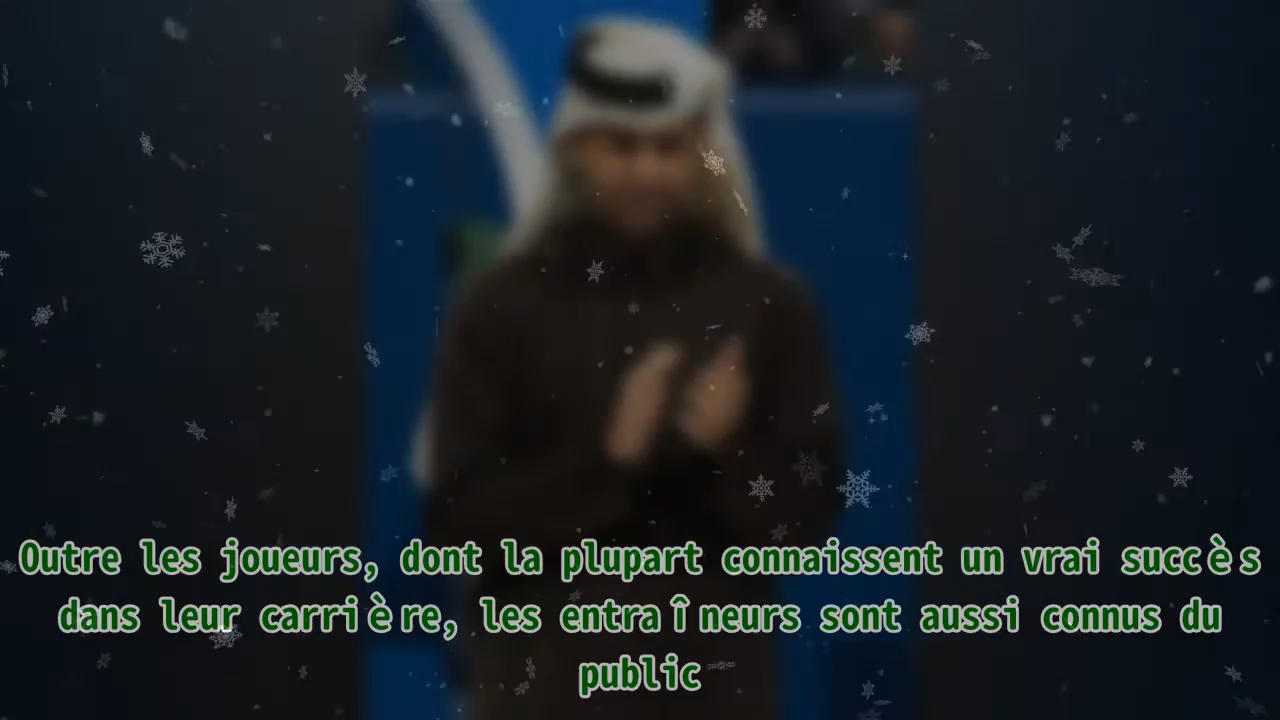 Outre les joueurs, dont la plupart connaissent un vrai succès
dans leur carrière, les entraîneurs sont aussi connus du
public